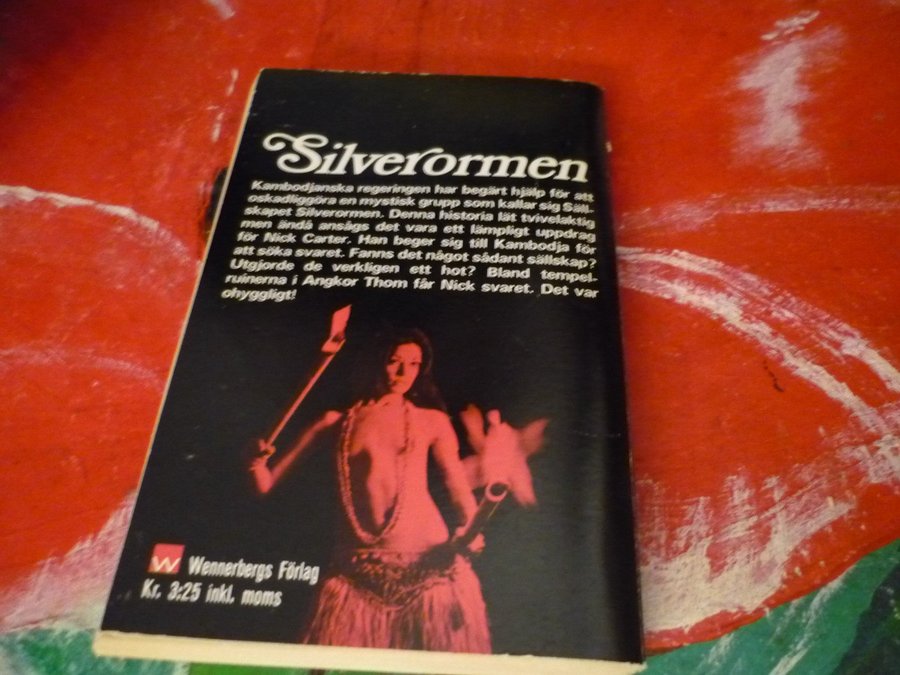 Silverormen
Kambodjanska regeringen har begärt hjälp för att
oskadliggöra en mystisk grupp som kallar sig Säll-
skapet Silverormen. Denna historia lät tvivelaktig
men ändå ansågs det vara ett lämpligt uppdrag
för Nick Carter. Han beger sig till Kambodja för
att söka svaret. Fanns det något sådant sällskap?
Utgjorde de verkligen ett hot? Bland tempel-
ruinerna i Angkor Thom får Nick svaret. Det var
ohyggligt!
W Wennerbergs Förlag
Kr. 3:25 inkl. moms